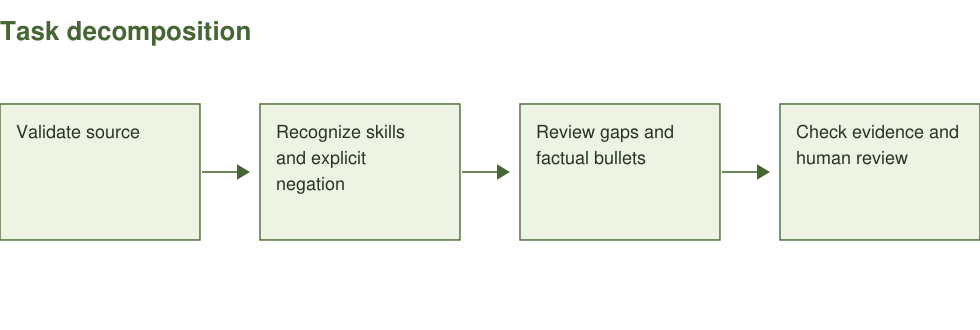 Task decomposition
Validate source
Recognize skills
and explicit
negation
Review gaps and
factual bullets
Check evidence and
human review